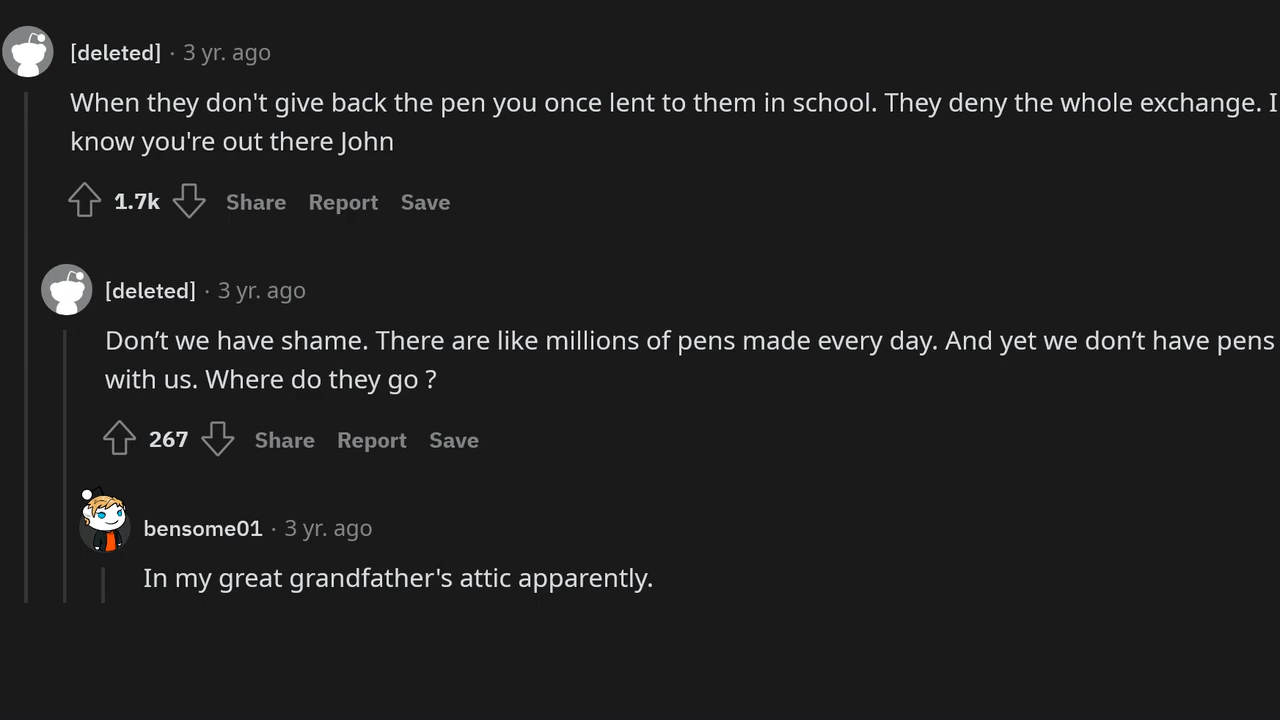 [deleted] · 3 yr. ago
When they don't give back the pen you once lent to them in school. They deny the whole exchange. I
know you're out there John
1.7k Share Report Save
[deleted] · 3 yr. ago
Don’t we have shame. There are like millions of pens made every day. And yet we don’t have pens
with us. Where do they go ?
267 Share Report Save
bensome01 · 3 yr. ago
In my great grandfather's attic apparently.